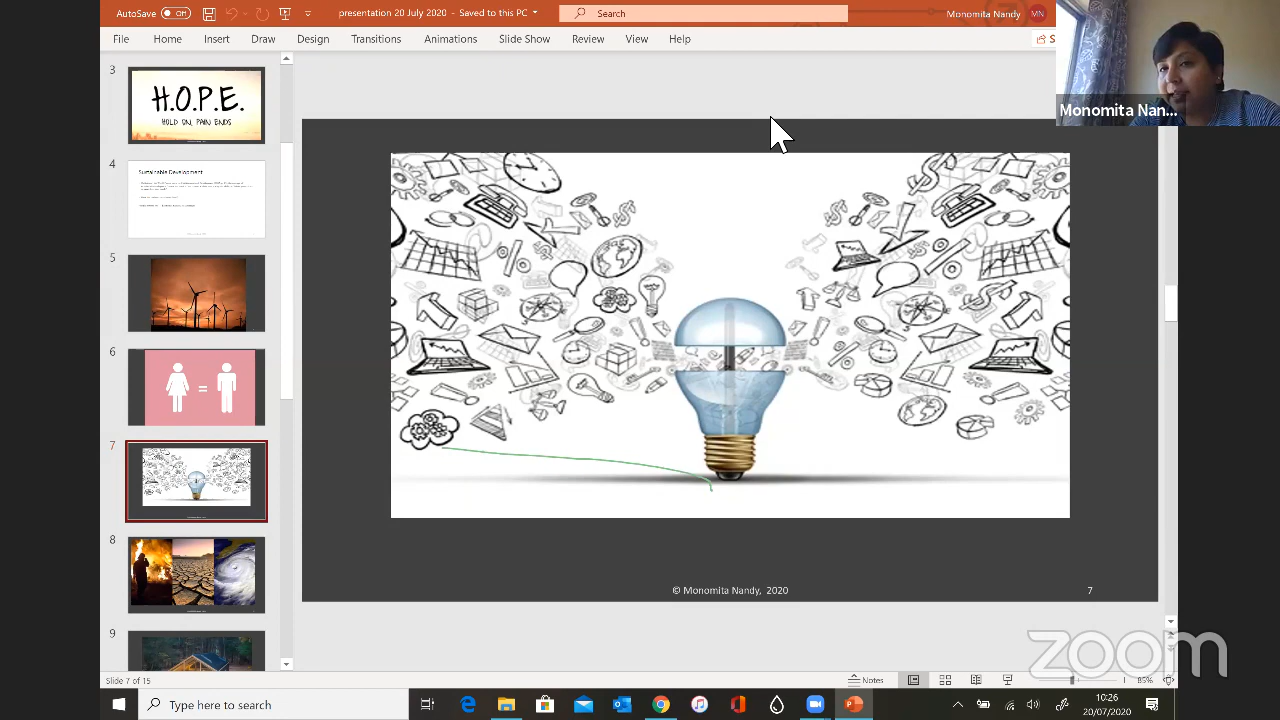 AutoSave Off presentation 20 July 2020 - Saved to this PC Search Monomita Nandy MN
File Home Insert Draw Design Transitions Animations Slide Show Review View Help S
Monomita Nan...
3
H.O.P.E.
HOLD ON, PAIN ENDS
4
Sustainable Development
5
6
7
8
9
© Monomita Nandy, 2020
7
zoom
Slide 7 of 15 Notes 85%
Type here to search
10:26
20/07/2020